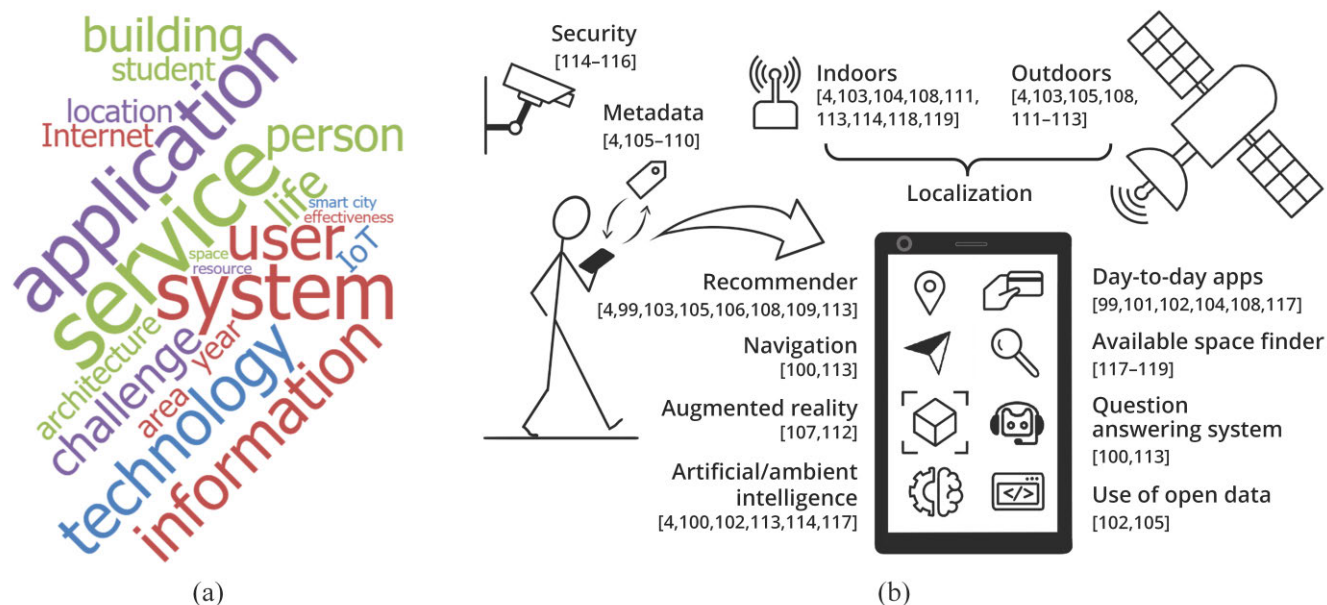 building
student
location
Internet
application
service
person
life
smart city
effectiveness
user
IoT
space
resource
system
architecture
challenge
year
area
technology
information
(a)
Security
[114–116]
Metadata
[4,105–110]
Indoors
[4,103,104,108,111,
113,114,118,119]
Outdoors
[4,103,105,108,
111–113]
Localization
Recommender
[4,99,103,105,106,108,109,113]
Navigation
[100,113]
Augmented reality
[107,112]
Artificial/ambient
intelligence
[4,100,102,113,114,117]
</>
Day-to-day apps
[99,101,102,104,108,117]
Available space finder
[117–119]
Question
answering system
[100,113]
Use of open data
[102,105]
(b)